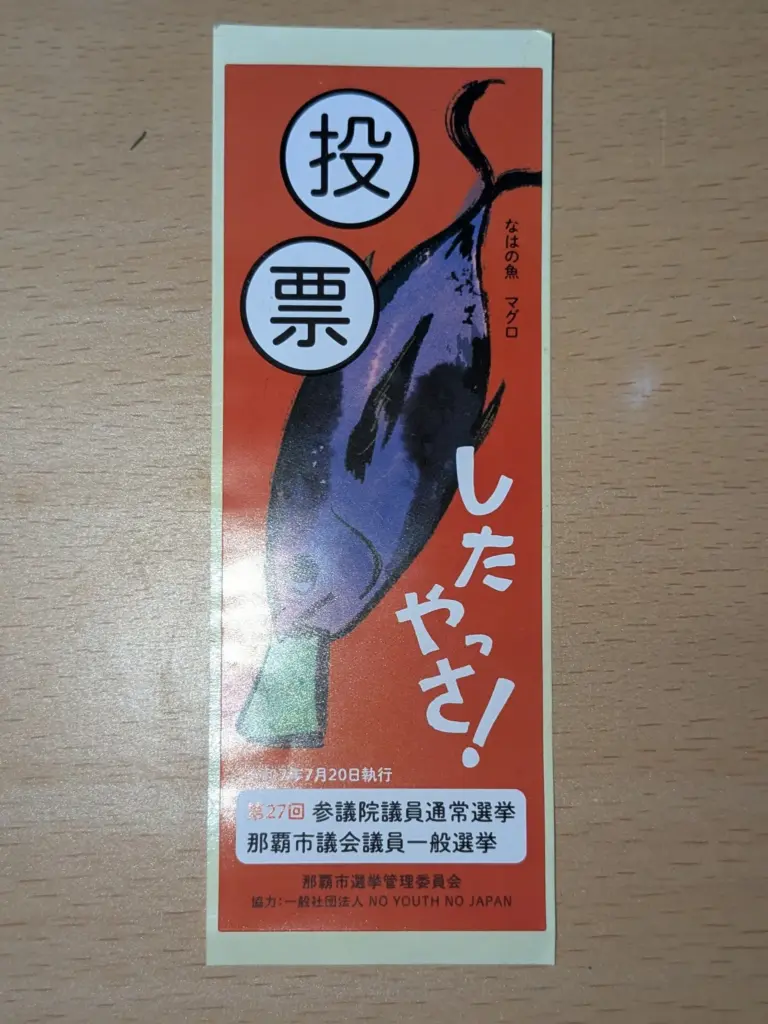 投
票
なはの魚 マグロ
した
やっさ!
7年7月20日執行
第27回 参議院議員通常選挙
那覇市議会議員一般選挙
那覇市選挙管理委員会
協力:一般社団法人 NO YOUTH NO JAPAN